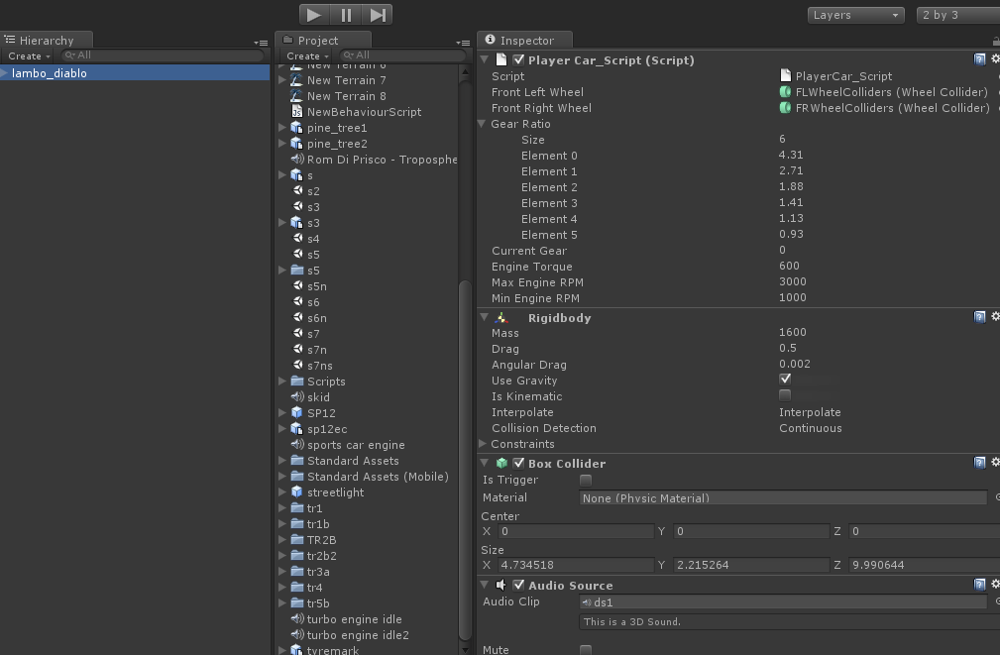 Layers
2 by 3
Hierarchy
Create
All
lambo_diablo
Project
Create
All
New Terrain 6
New Terrain 7
New Terrain 8
NewBehaviourScript
pine_tree1
pine_tree2
Rom Di Prisco - Troposphe
s
s2
s3
s3
s4
s5
s5
s5n
s6
s6n
s7
s7n
s7ns
Scripts
skid
SP12
sp12ec
sports car engine
Standard Assets
Standard Assets (Mobile)
streetlight
tr1
tr1b
TR2B
tr2b2
tr3a
tr4
tr5b
turbo engine idle
turbo engine idle2
tyremark
Inspector
Player Car_Script (Script)
Script PlayerCar_Script
Front Left Wheel FLWheelColliders (Wheel Collider)
Front Right Wheel FRWheelColliders (Wheel Collider)
Gear Ratio
Size 6
Element 0 4.31
Element 1 2.71
Element 2 1.88
Element 3 1.41
Element 4 1.13
Element 5 0.93
Current Gear 0
Engine Torque 600
Max Engine RPM 3000
Min Engine RPM 1000
Rigidbody
Mass 1600
Drag 0.5
Angular Drag 0.002
Use Gravity
Is Kinematic
Interpolate Interpolate
Collision Detection Continuous
Constraints
Box Collider
Is Trigger
Material None (Physic Material)
Center
X 0 Y 0 Z 0
Size
X 4.734518 Y 2.215264 Z 9.990644
Audio Source
Audio Clip ds1
This is a 3D Sound.
Mute